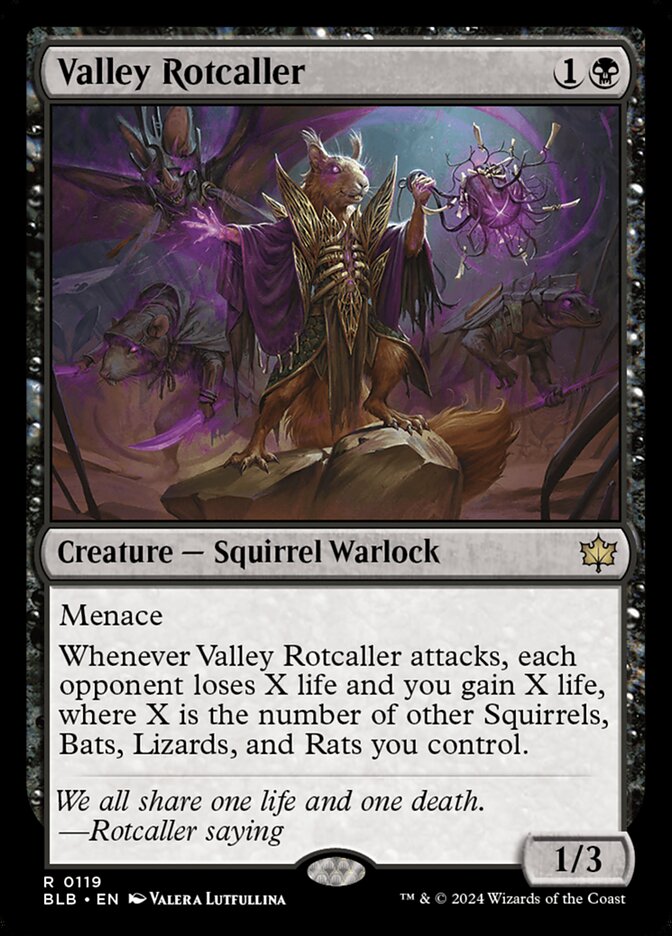 Valley Rotcaller 1
Creature — Squirrel Warlock
Menace
Whenever Valley Rotcaller attacks, each
opponent loses X life and you gain X life,
where X is the number of other Squirrels,
Bats, Lizards, and Rats you control.
We all share one life and one death.
—Rotcaller saying
1/3
R 0119
BLB • EN Valera Lutfullina
™ & © 2024 Wizards of the Coast